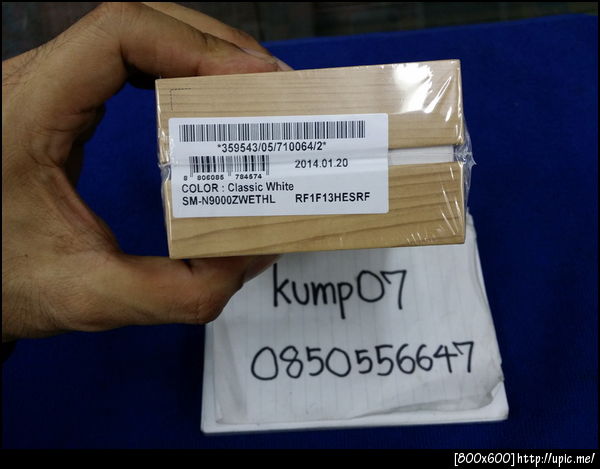 *359543/05/710064/2*
2014.01.20
8 806085 784574
COLOR : Classic White
SM-N9000ZWETHL RF1F13HESRF
kump07
0850556647
[800x600]http://upic.me/